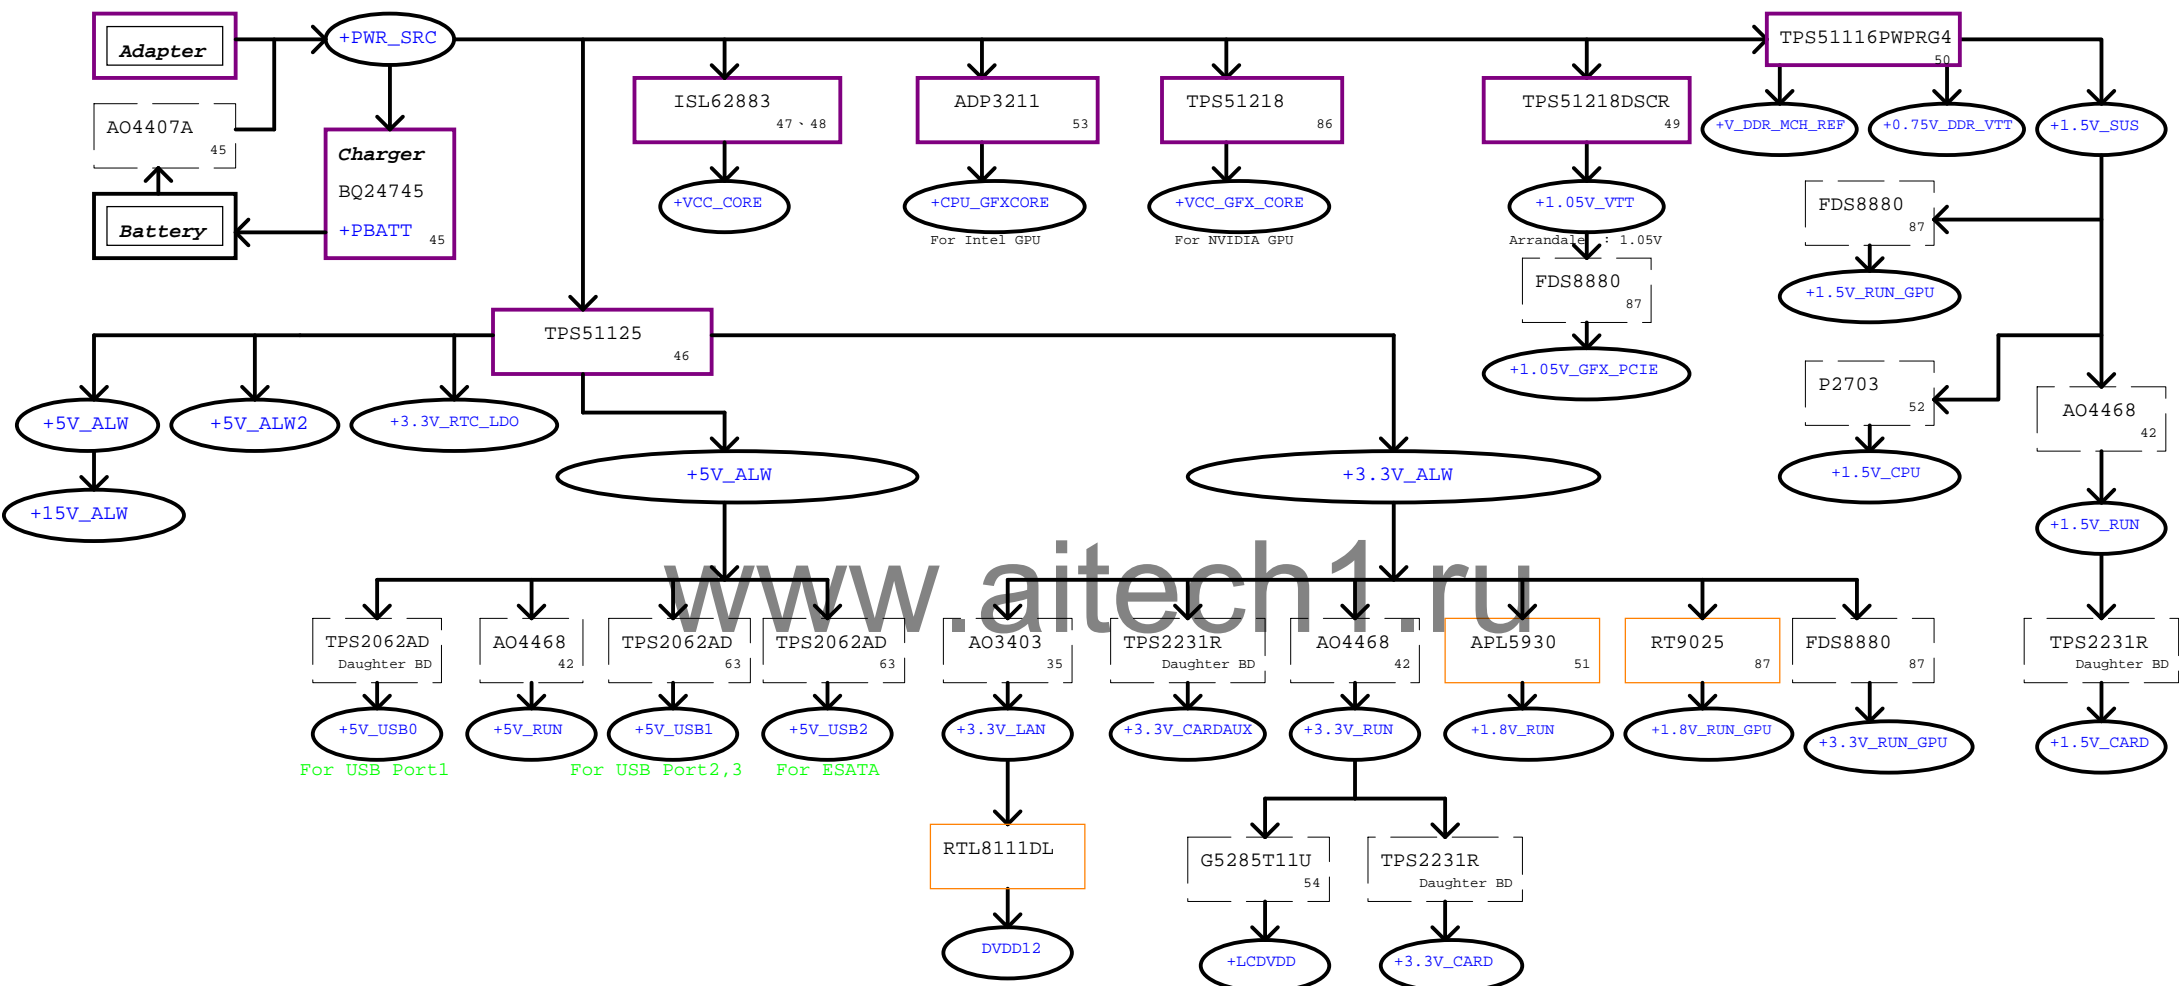 Adapter
+PWR_SRC
TPS51116PWPRG4
50
AO4407A
45
Charger
BQ24745
+PBATT
45
Battery
ISL62883
47、48
ADP3211
53
TPS51218
86
TPS51218DSCR
49
+V_DDR_MCH_REF
+0.75V_DDR_VTT
+1.5V_SUS
+VCC_CORE
+CPU_GFXCORE
For Intel GPU
+VCC_GFX_CORE
For NVIDIA GPU
+1.05V_VTT
Arrandale : 1.05V
FDS8880
87
FDS8880
87
+1.5V_RUN_GPU
TPS51125
46
+1.05V_GFX_PCIE
P2703
52
AO4468
42
+5V_ALW
+5V_ALW2
+3.3V_RTC_LDO
+5V_ALW
+3.3V_ALW
+1.5V_CPU
+15V_ALW
+1.5V_RUN
www.aitech1.ru
TPS2062AD
Daughter BD
AO4468
42
TPS2062AD
63
TPS2062AD
63
AO3403
35
TPS2231R
Daughter BD
AO4468
42
APL5930
51
RT9025
87
FDS8880
87
TPS2231R
Daughter BD
+5V_USB0
+5V_RUN
+5V_USB1
+5V_USB2
+3.3V_LAN
+3.3V_CARDAUX
+3.3V_RUN
+1.8V_RUN
+1.8V_RUN_GPU
+3.3V_RUN_GPU
+1.5V_CARD
For USB Port1
For USB Port2,3
For ESATA
RTL8111DL
G5285T11U
54
TPS2231R
Daughter BD
DVDD12
+LCDVDD
+3.3V_CARD